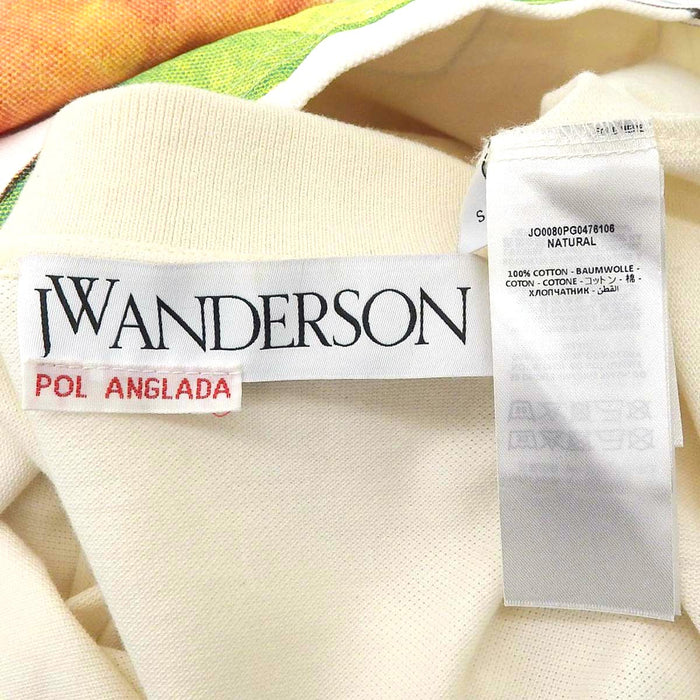 JWANDERSON
POL ANGLADA
S
JO0080PG0476106
NATURAL
100% COTTON - BAUMWOLLE -
COTON - COTONE - コットン - 棉 -
ХЛОПЧАТНИК - القطن